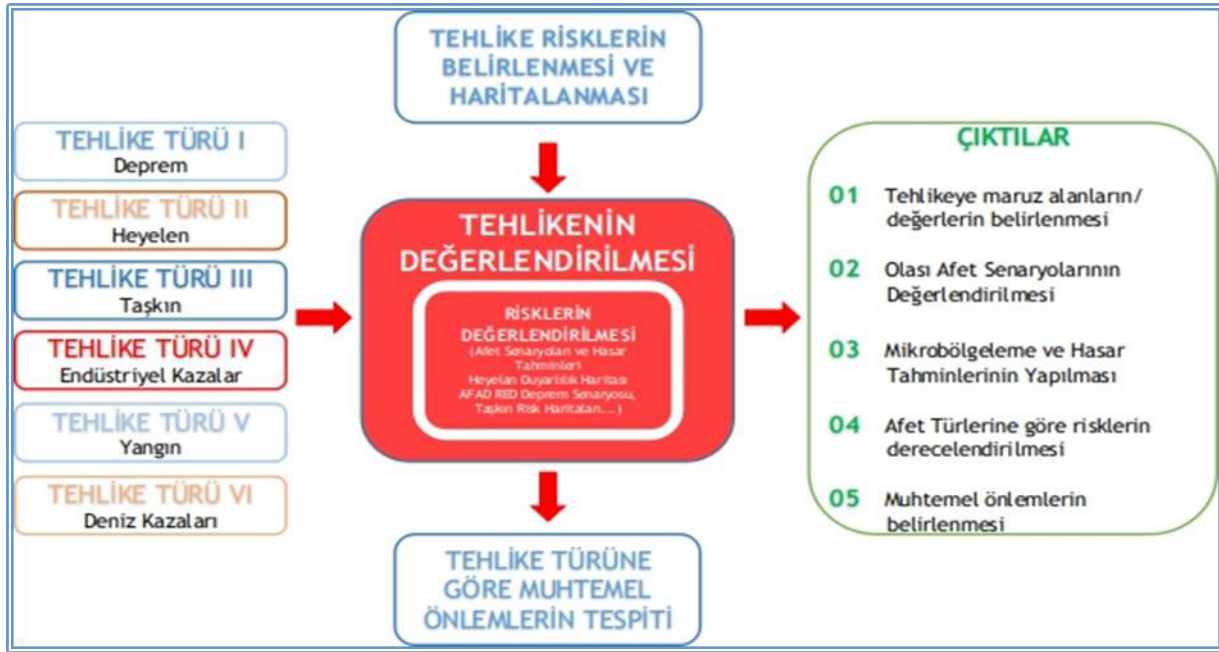 TEHLİKE RİSKLERİN
BELİRLENMESİ VE
HARİTALANMASI
TEHLİKE TÜRÜ I
Deprem
TEHLİKE TÜRÜ II
Heyelen
TEHLİKE TÜRÜ III
Taşkın
TEHLİKE TÜRÜ IV
Endüstriyel Kazalar
TEHLİKE TÜRÜ V
Yangın
TEHLİKE TÜRÜ VI
Deniz Kazaları
TEHLİKENİN
DEĞERLENDİRİLMESİ
RİSKLERİN
DEĞERLENDİRİLMESİ
(Afet Senaryoları ve Hasar
Tahminleri
Heyelan Duyarlılık Haritası
AFAD RED Deprem Senaryosu,
Taşkın Risk Haritaları....)
TEHLİKE TÜRÜNE
GÖRE MUHTEMEL
ÖNLEMLERİN TESPİTİ
ÇIKTILAR
01 Tehlikeye maruz alanların/
değerlerin belirlenmesi
02 Olası Afet Senaryolarının
Değerlendirilmesi
03 Mikrobölgeleme ve Hasar
Tahminlerinin Yapılması
04 Afet Türlerine göre risklerin
derecelendirilmesi
05 Muhtemel önlemlerin
belirlenmesi